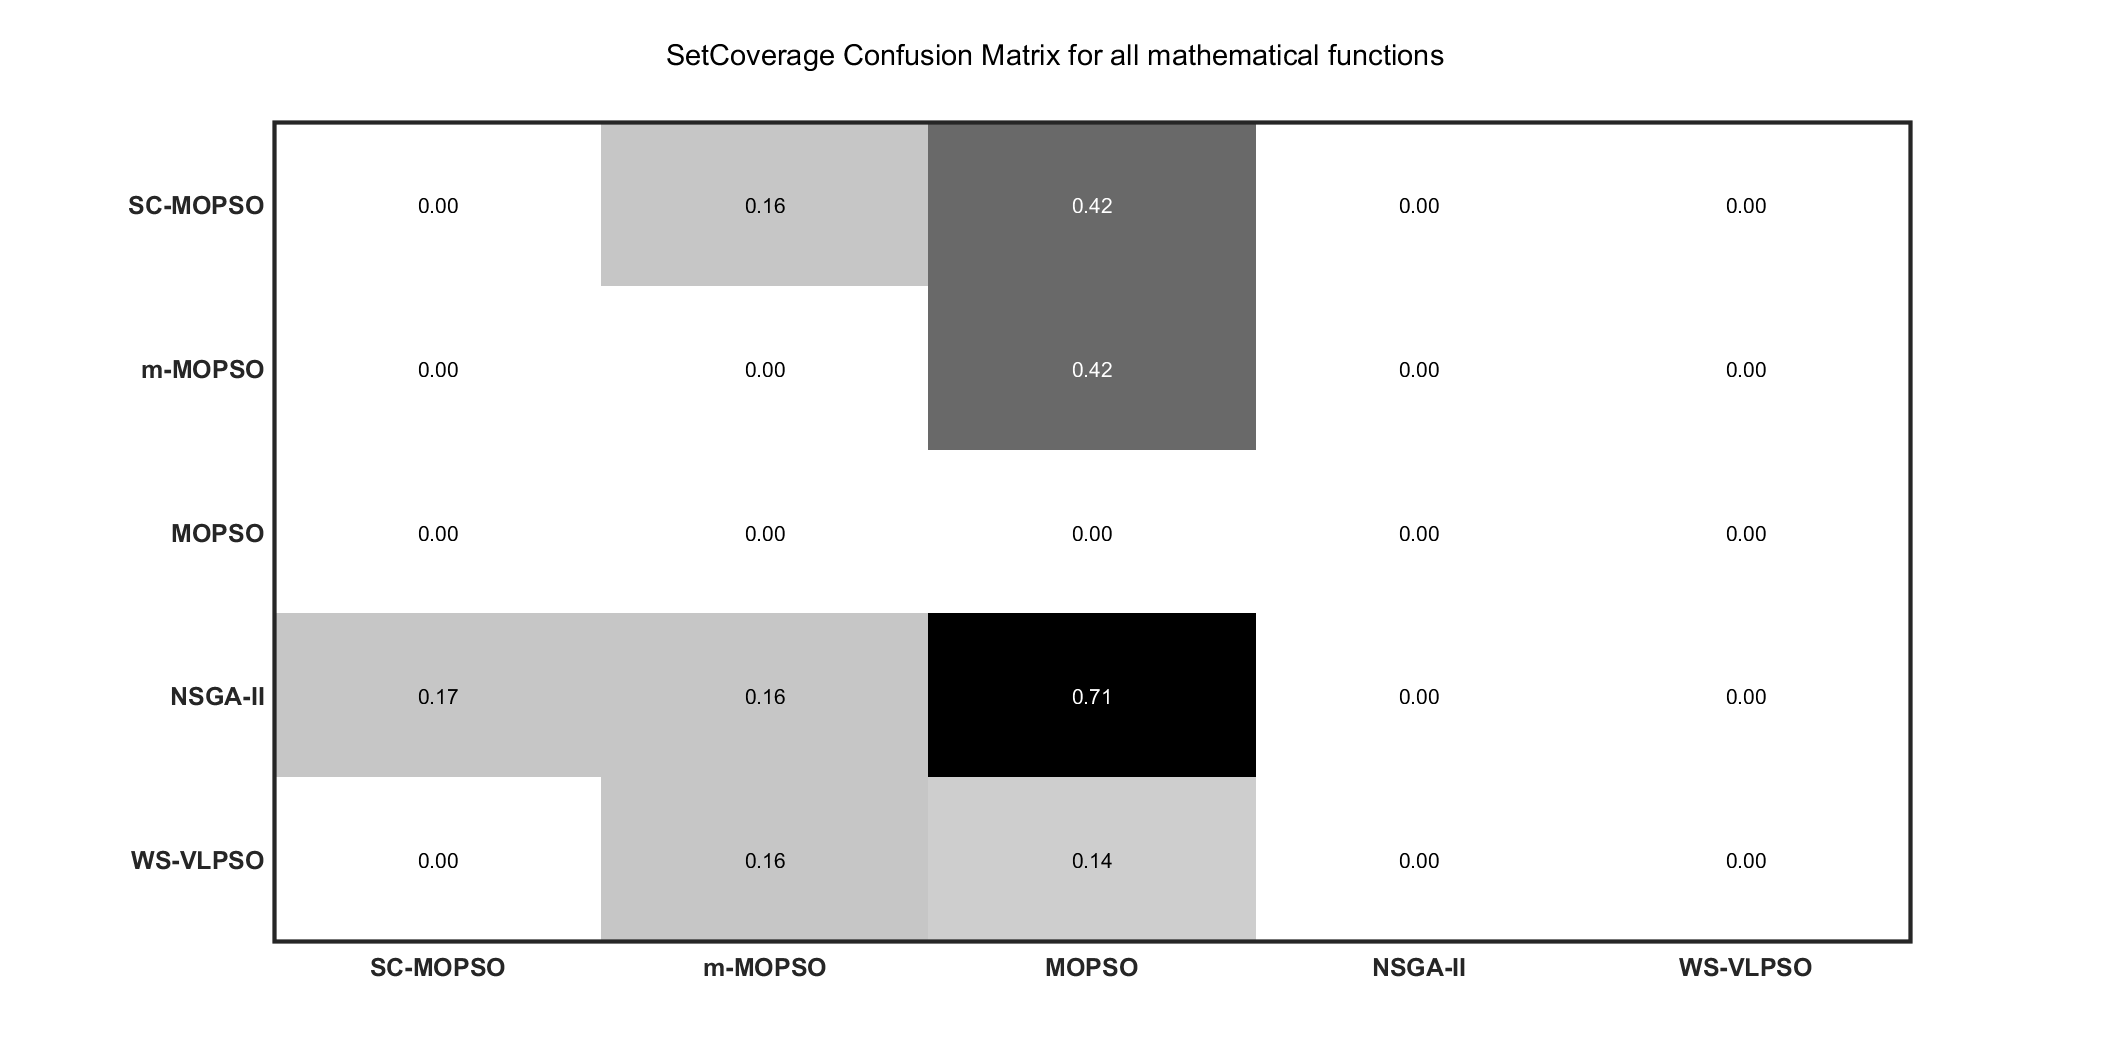 SetCoverage Confusion Matrix for all mathematical functions
SC-MOPSO 0.00 0.16 0.42 0.00 0.00
m-MOPSO 0.00 0.00 0.42 0.00 0.00
MOPSO 0.00 0.00 0.00 0.00 0.00
NSGA-II 0.17 0.16 0.71 0.00 0.00
WS-VLPSO 0.00 0.16 0.14 0.00 0.00
SC-MOPSO m-MOPSO MOPSO NSGA-II WS-VLPSO